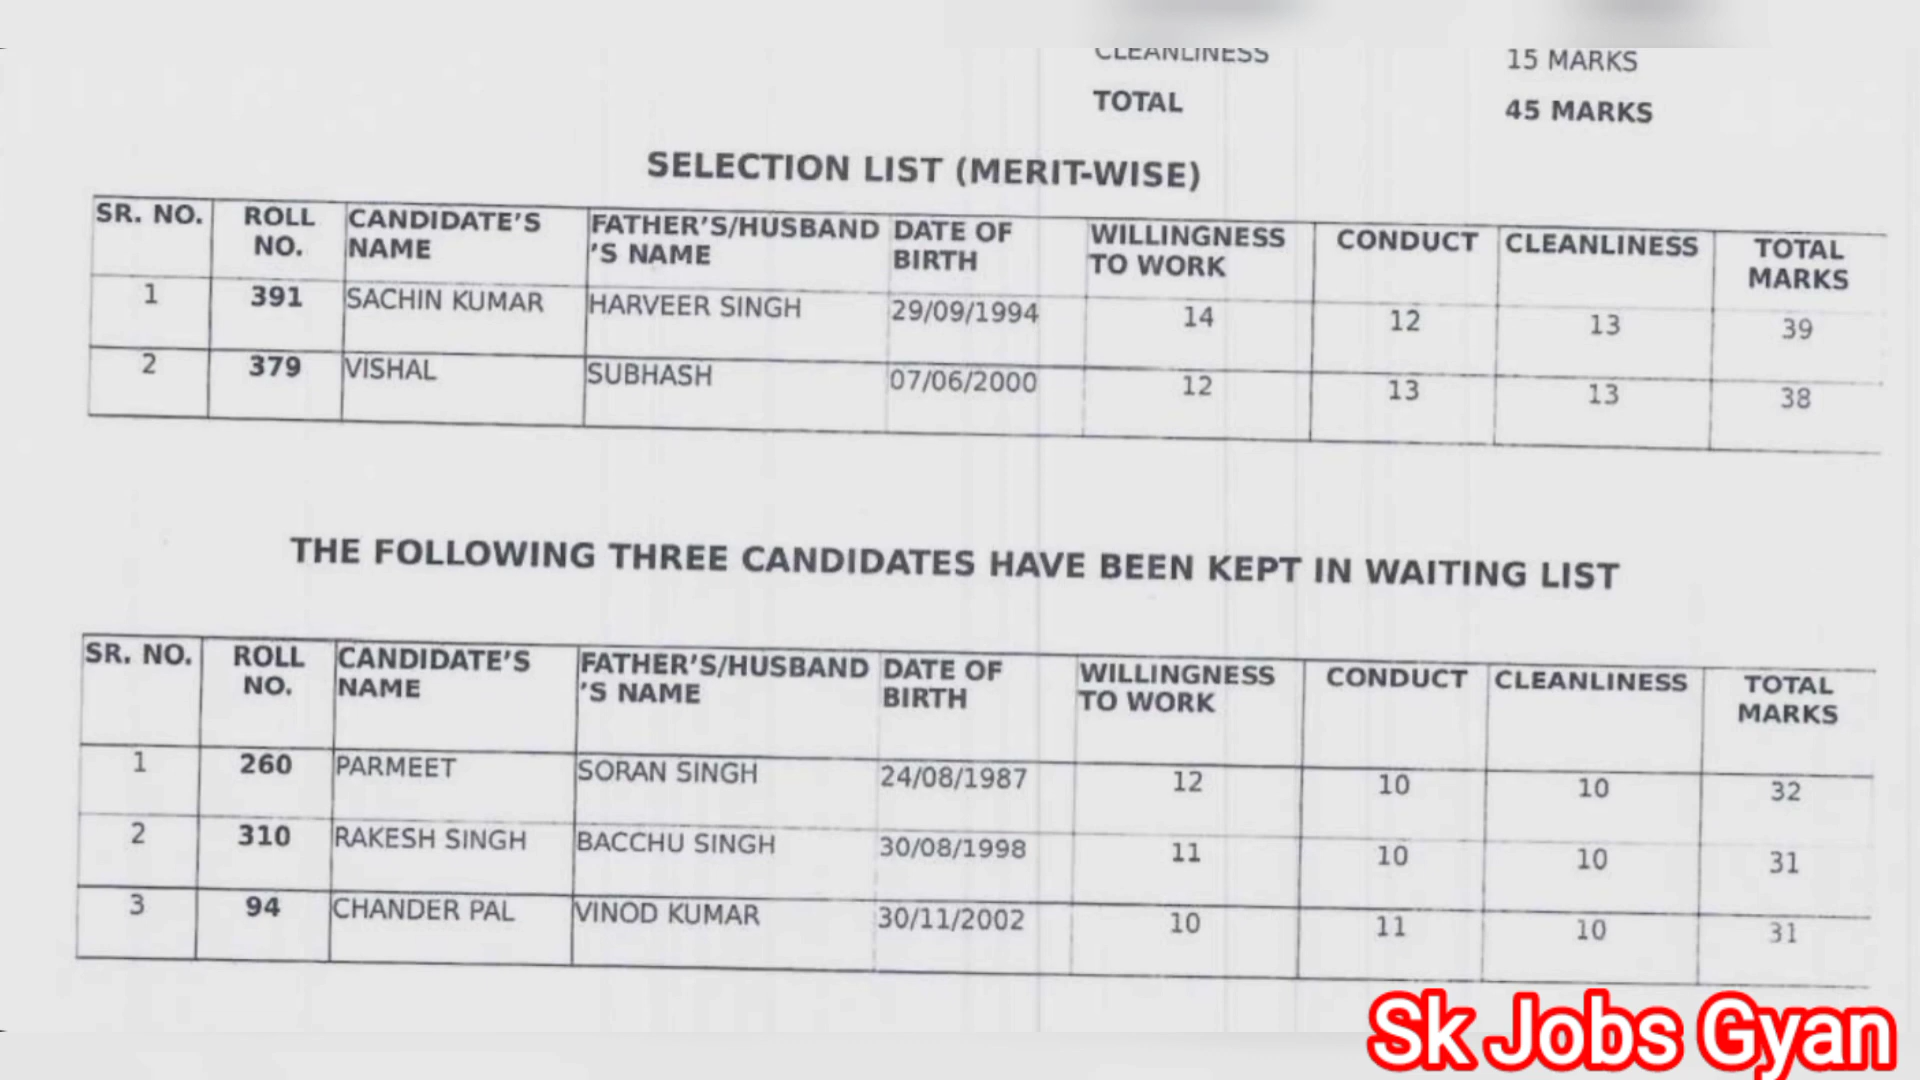 CLEANLINESS 15 MARKS
TOTAL 45 MARKS
SELECTION LIST (MERIT-WISE)
SR. NO. ROLL NO. CANDIDATE'S NAME FATHER'S/HUSBAND'S NAME DATE OF BIRTH WILLINGNESS TO WORK CONDUCT CLEANLINESS TOTAL MARKS
1 391 SACHIN KUMAR HARVEER SINGH 29/09/1994 14 12 13 39
2 379 VISHAL SUBHASH 07/06/2000 12 13 13 38
THE FOLLOWING THREE CANDIDATES HAVE BEEN KEPT IN WAITING LIST
SR. NO. ROLL NO. CANDIDATE'S NAME FATHER'S/HUSBAND'S NAME DATE OF BIRTH WILLINGNESS TO WORK CONDUCT CLEANLINESS TOTAL MARKS
1 260 PARMEET SORAN SINGH 24/08/1987 12 10 10 32
2 310 RAKESH SINGH BACCHU SINGH 30/08/1998 11 10 10 31
3 94 CHANDER PAL VINOD KUMAR 30/11/2002 10 11 10 31
Sk Jobs Gyan